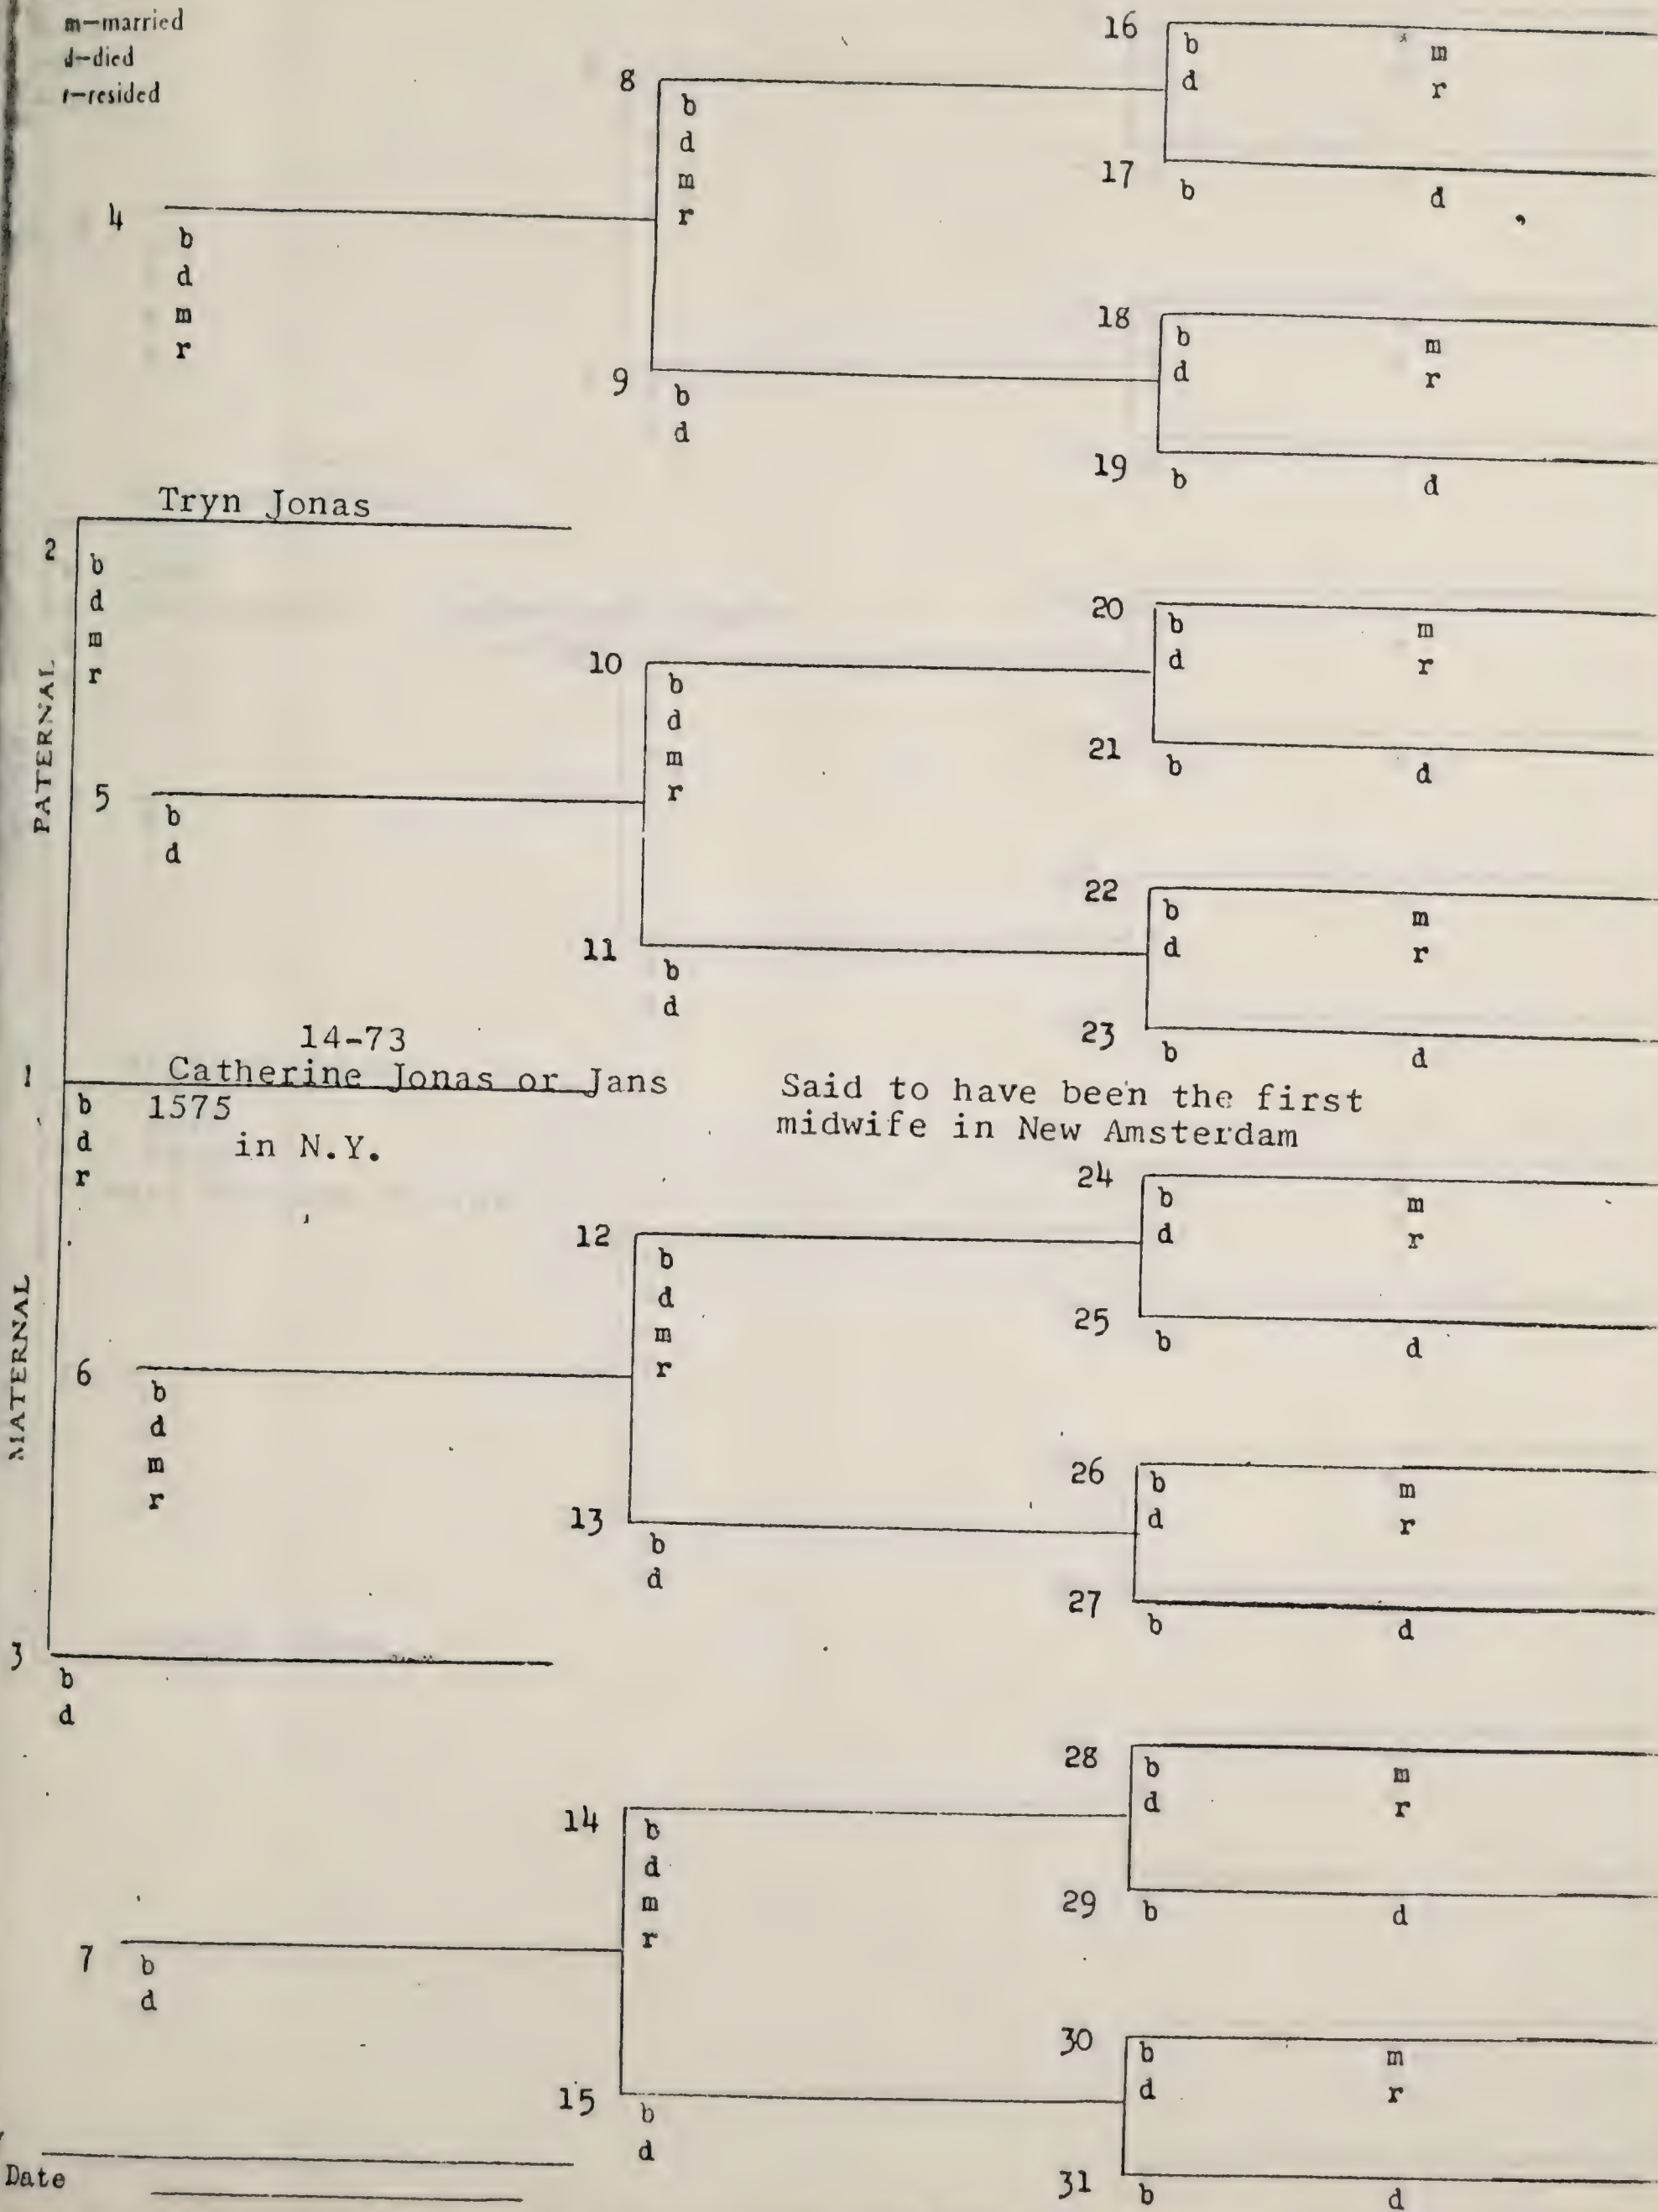 m—married
d—died
r—resided
16
b m
d r
8
b
d
m
r
17
b d
4
b
d
m
r
18
b m
d r
9
b
d
19
b d
Tryn Jonas
2
b
d
m
r
PATERNAL
20
b m
d r
10
b
d
m
r
21
b d
5
b
d
22
b m
d r
11
b
d
23
b d
14-73
1 Catherine Jonas or Jans
b 1575
d in N.Y.
r
Said to have been the first
midwife in New Amsterdam
24
b m
d r
12
b
d
m
r
25
b d
MATERNAL
6
b
d
m
r
26
b m
d r
13
b
d
27
b d
3
b
d
28
b m
d r
14
b
d
m
r
29
b d
7
b
d
30
b m
d r
15
b
d
31
b d
Date